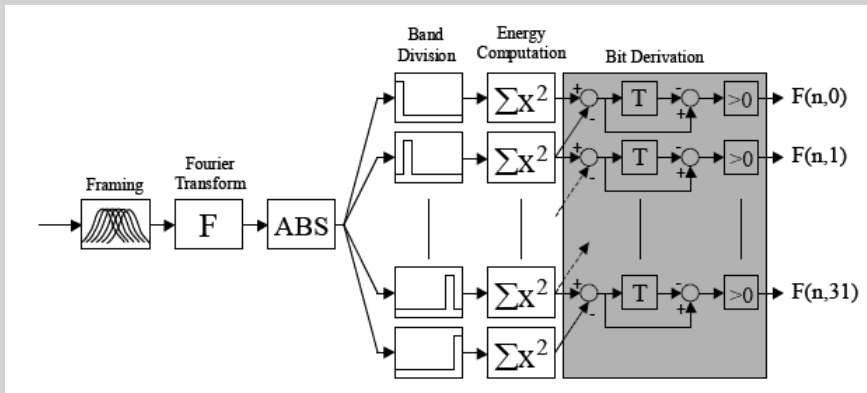 Band
Division
Energy
Computation
Bit Derivation
∑x²
+
-
T
-
+
>0
F(n,0)
Fourier
Transform
Framing
∑x²
+
-
T
-
+
>0
F(n,1)
F
ABS
∑x²
+
-
T
-
+
>0
F(n,31)
∑x²